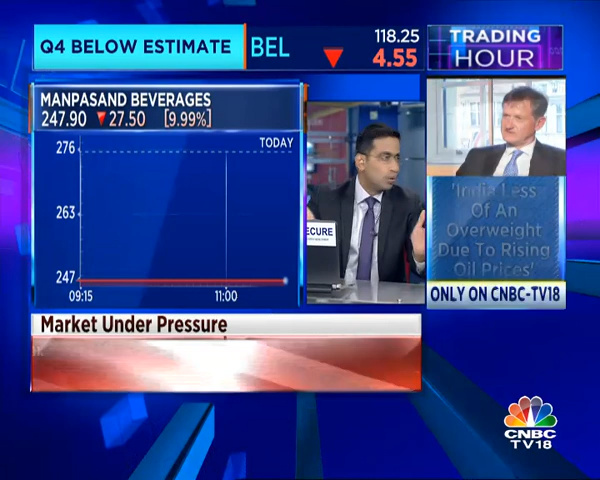 Q4 BELOW ESTIMATE
BEL
118.25
4.55
TRADING
HOUR
MANPASAND BEVERAGES
247.90 27.50 [9.99%]
TODAY
276
263
247
09:15
11:00
ECURE
'India Less
Of An
Overweight
Due To Rising
Oil Prices'
ONLY ON CNBC-TV18
Market Under Pressure
CNBC
TV18